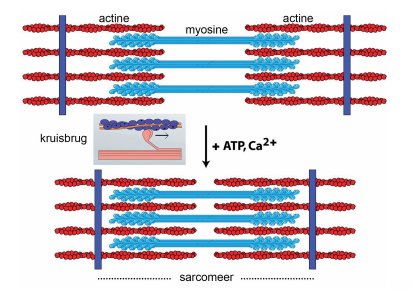 actine myosine actine
kruisbrug
+ ATP, Ca2+
sarcomeer